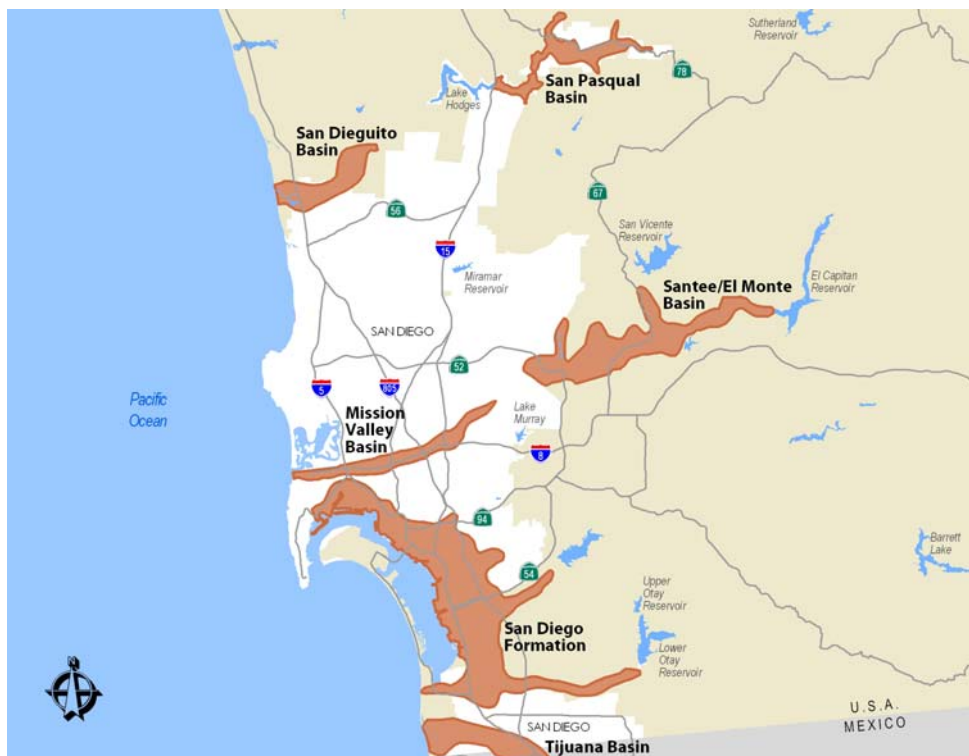 Sutherland
Reservoir
San Pasqual
Basin
78
Lake
Hodges
San Dieguito
Basin
67
56
San Vicente
Reservoir
15
Miramar
Reservoir
El Capitan
Reservoir
Santee/El Monte
Basin
SAN DIEGO
52
5
805
Pacific
Ocean
Mission
Valley
Basin
Lake
Murray
8
94
Barrett
Lake
54
Upper
Otay
Reservoir
San Diego
Formation
Lower
Otay
Reservoir
U.S.A.
MEXICO
SAN DIEGO
Tijuana Basin